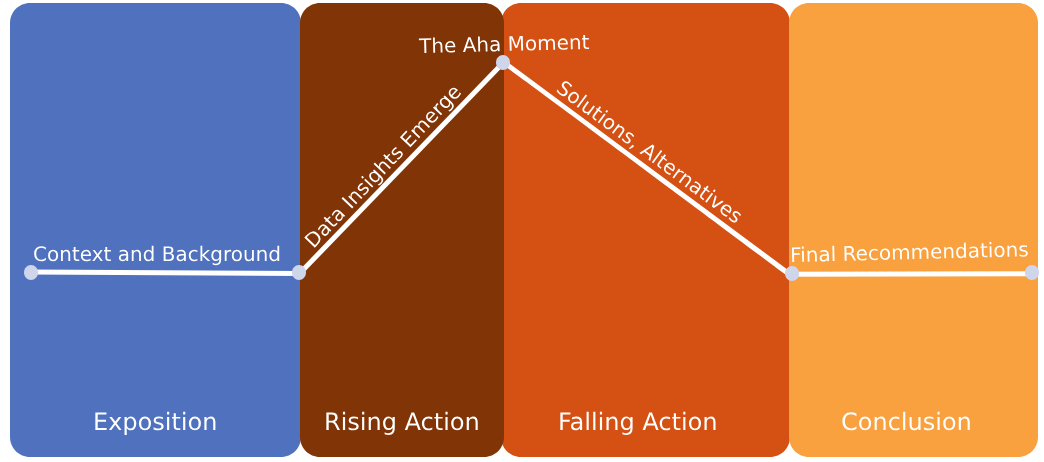 The Aha Moment
Data Insights Emerge
Solutions, Alternatives
Context and Background
Final Recommendations
Exposition
Rising Action
Falling Action
Conclusion